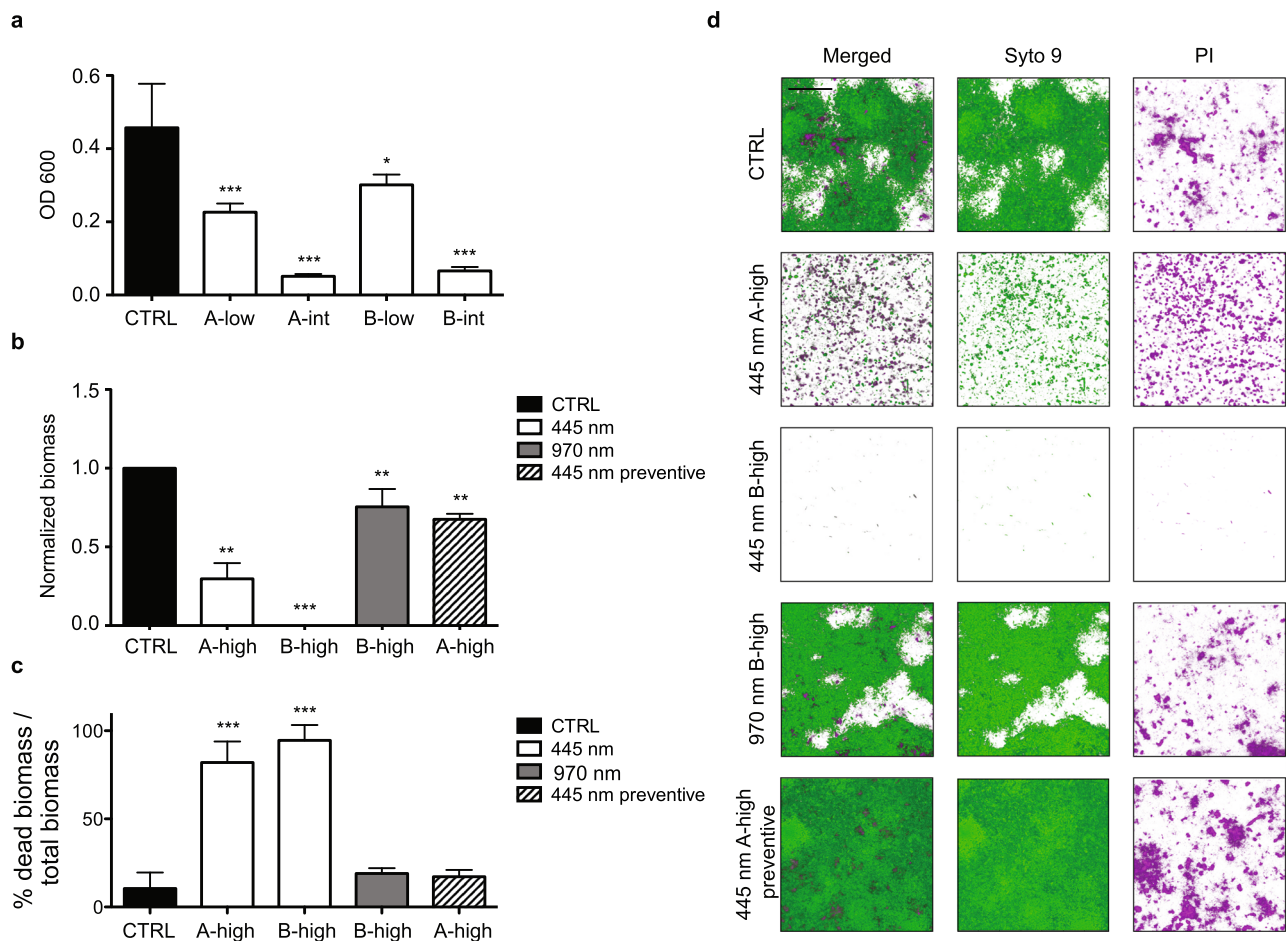 a
0.6
0.4
0.2
0.0
OD 600
***
***
*
***
CTRL A-low A-int B-low B-int
b
1.5
1.0
0.5
0.0
Normalized biomass
**
***
**
**
CTRL A-high B-high B-high A-high
CTRL
445 nm
970 nm
445 nm preventive
c
100
50
0
% dead biomass /
total biomass
***
***
CTRL A-high B-high B-high A-high
CTRL
445 nm
970 nm
445 nm preventive
d
Merged Syto 9 PI
CTRL
445 nm A-high
445 nm B-high
970 nm B-high
445 nm A-high
preventive